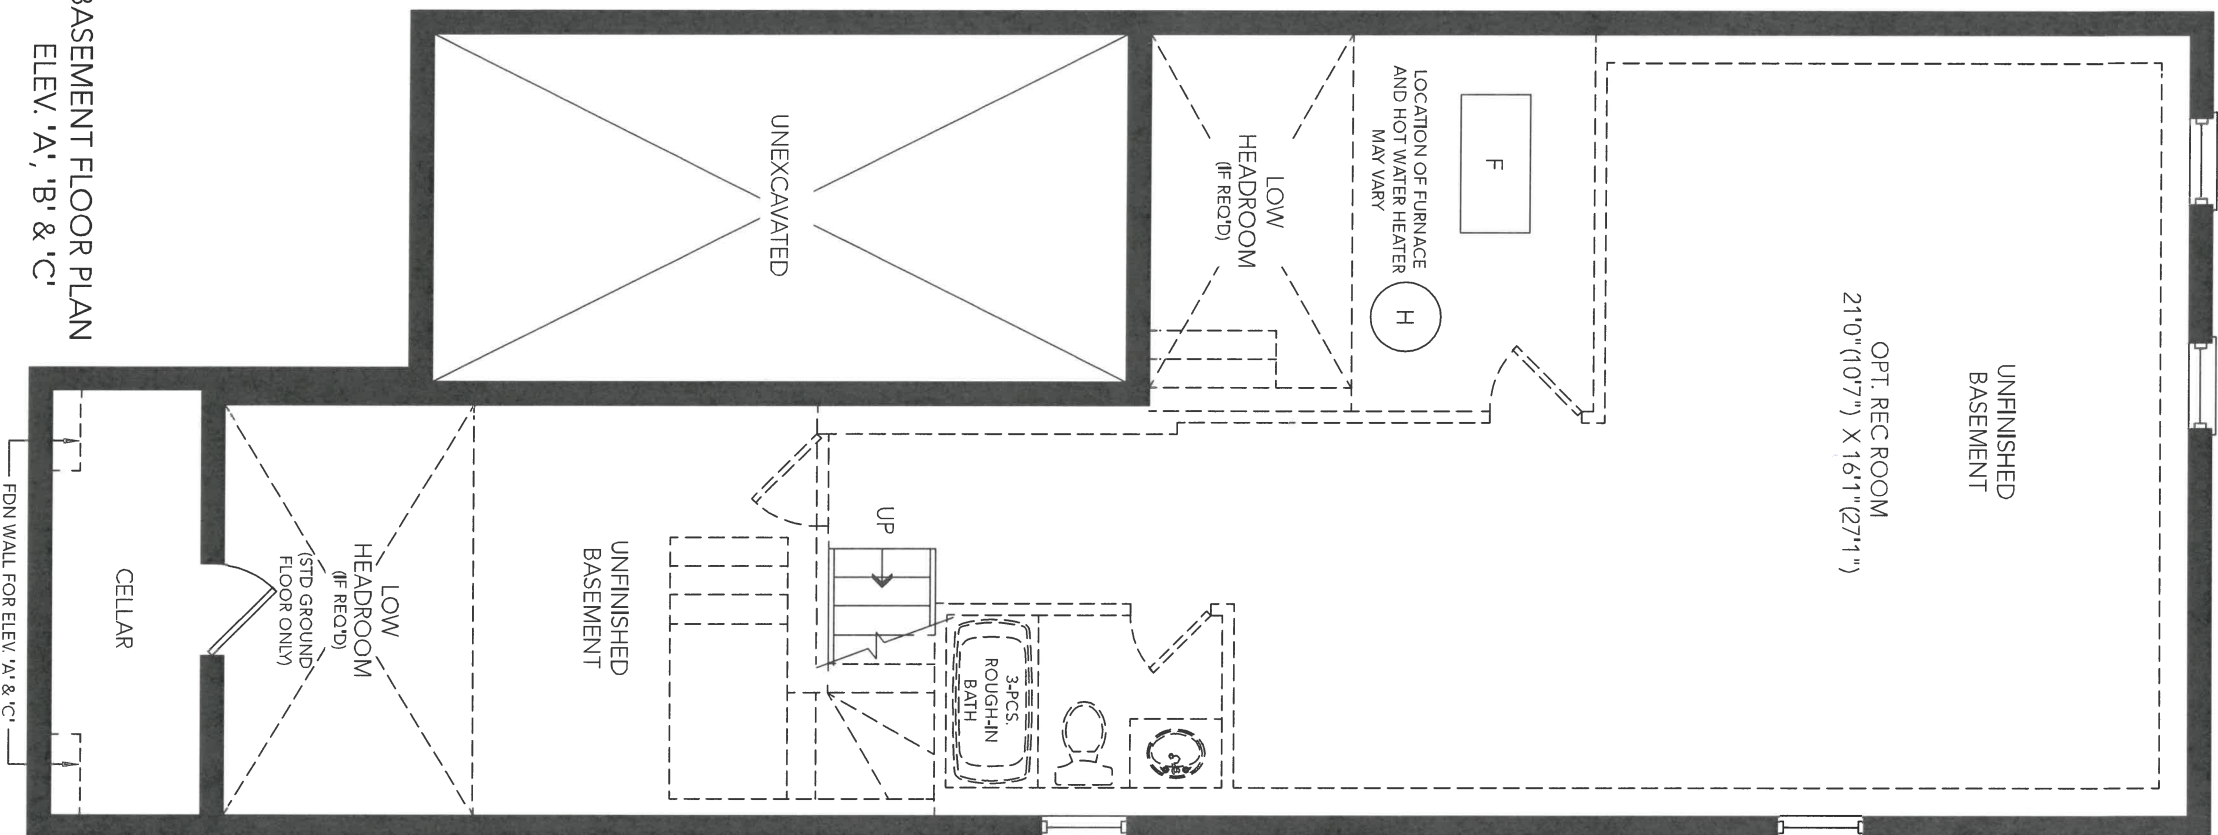 UNFINISHED
BASEMENT
OPT. REC ROOM
21'0"(10'7") X 16'1"(27'1")
F
LOCATION OF FURNACE
AND HOT WATER HEATER
MAY VARY
H
LOW
HEADROOM
(IF REQ'D)
UNEXCAVATED
UP
3-PCS.
ROUGH-IN
BATH
UNFINISHED
BASEMENT
LOW
HEADROOM
(IF REQ'D)
(STD GROUND
FLOOR ONLY)
CELLAR
FDN WALL FOR ELEV. 'A' & 'C'
BASEMENT FLOOR PLAN
ELEV. 'A', 'B' & 'C'